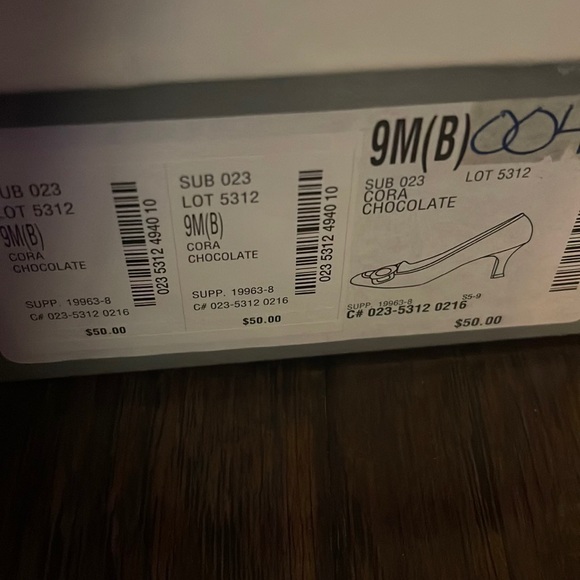 UB 023
LOT 5312
9M(B)
CORA
CHOCOLATE
SUPP. 19963-8
C# 023-5312 0216
$50.00
023 5312 4940 10
SUB 023
LOT 5312
9M(B)
CORA
CHOCOLATE
SUPP. 19963-8
C# 023-5312 0216
$50.00
023 5312 4940 10
9M(B) 004
SUB 023 LOT 5312
CORA
CHOCOLATE
SUPP. 19963-8 S5-9
C# 023-5312 0216
$50.00